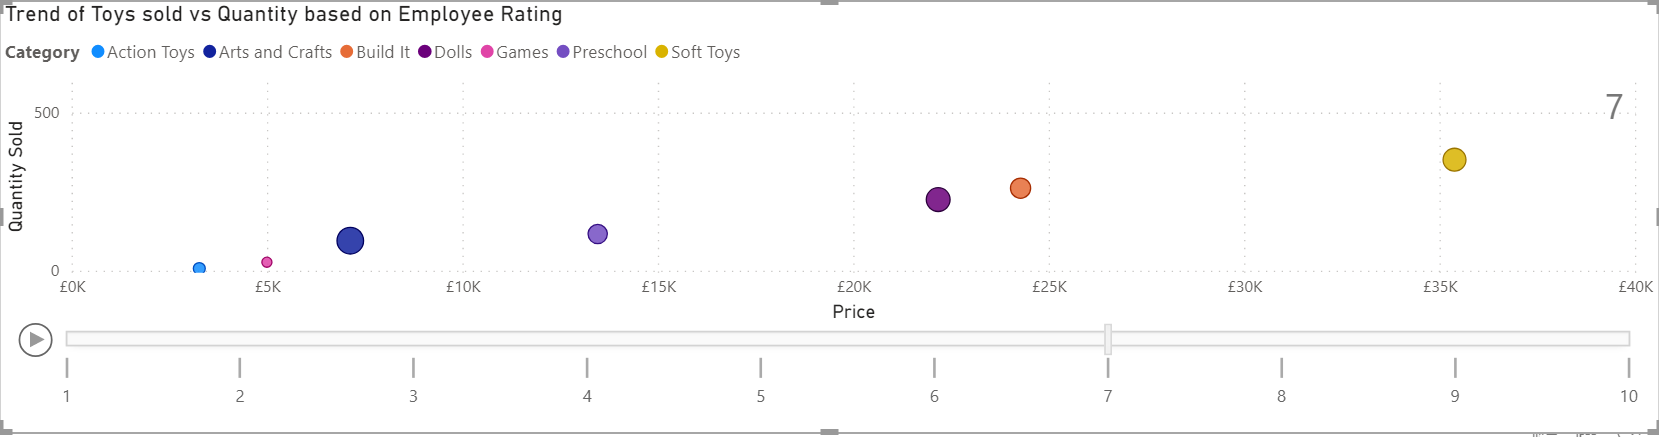 Trend of Toys sold vs Quantity based on Employee Rating
Category Action Toys Arts and Crafts Build It Dolls Games Preschool Soft Toys
7
500
0
Quantity Sold
£0K £5K £10K £15K £20K £25K £30K £35K £40K
Price
1 2 3 4 5 6 7 8 9 10